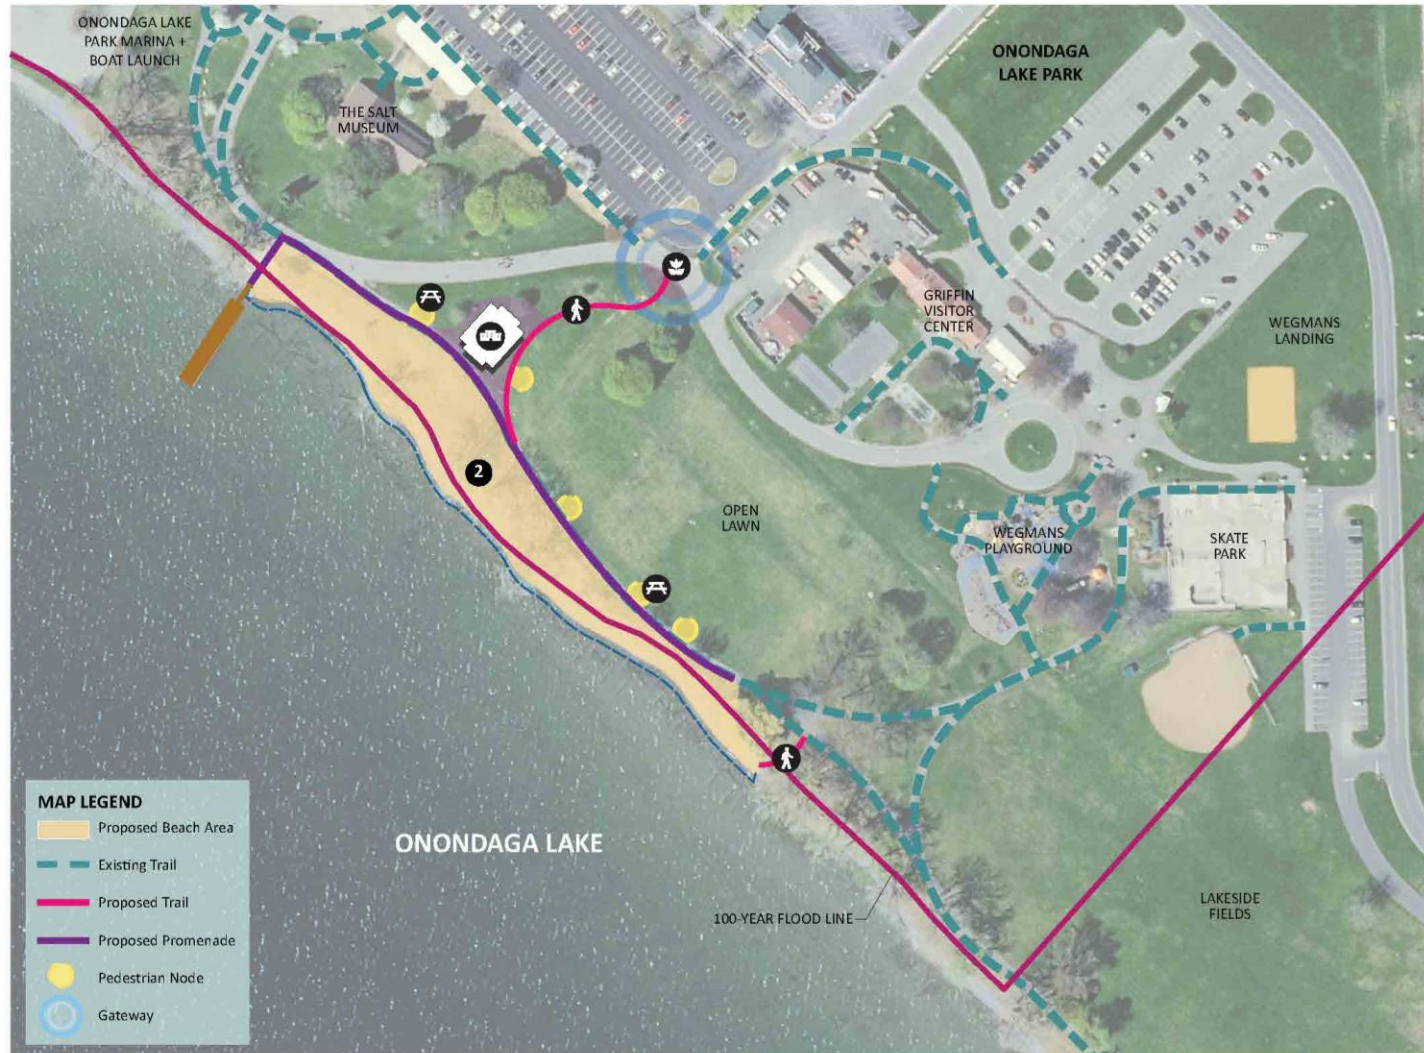 ONONDAGA LAKE
PARK MARINA +
BOAT LAUNCH
THE SALT
MUSEUM
ONONDAGA
LAKE PARK
GRIFFIN
VISITOR
CENTER
WEGMANS
LANDING
2
OPEN
LAWN
WEGMANS
PLAYGROUND
SKATE
PARK
MAP LEGEND
Proposed Beach Area
Existing Trail
Proposed Trail
Proposed Promenade
Pedestrian Node
Gateway
ONONDAGA LAKE
100-YEAR FLOOD LINE
LAKESIDE
FIELDS